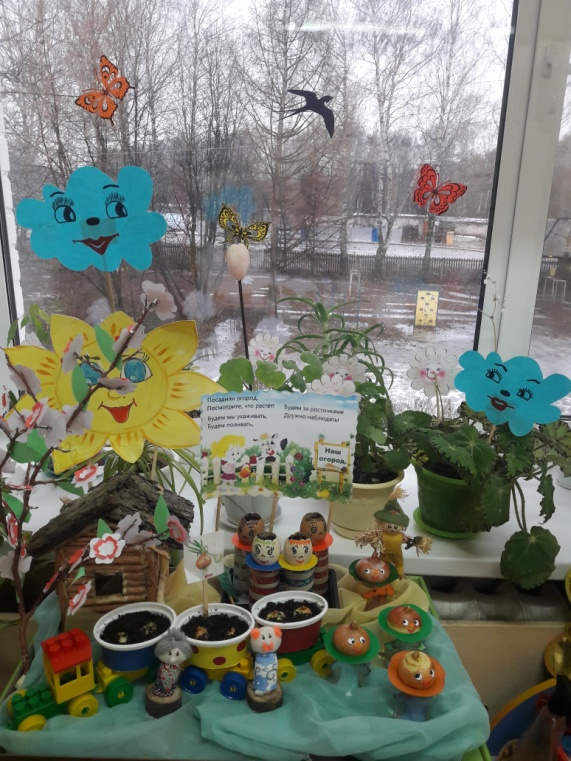 Посадили огород,
Посмотрите, что растёт!
Будем мы ухаживать,
Будем поливать,
Будем за росточками
Дружно наблюдать!
Наш
огород.